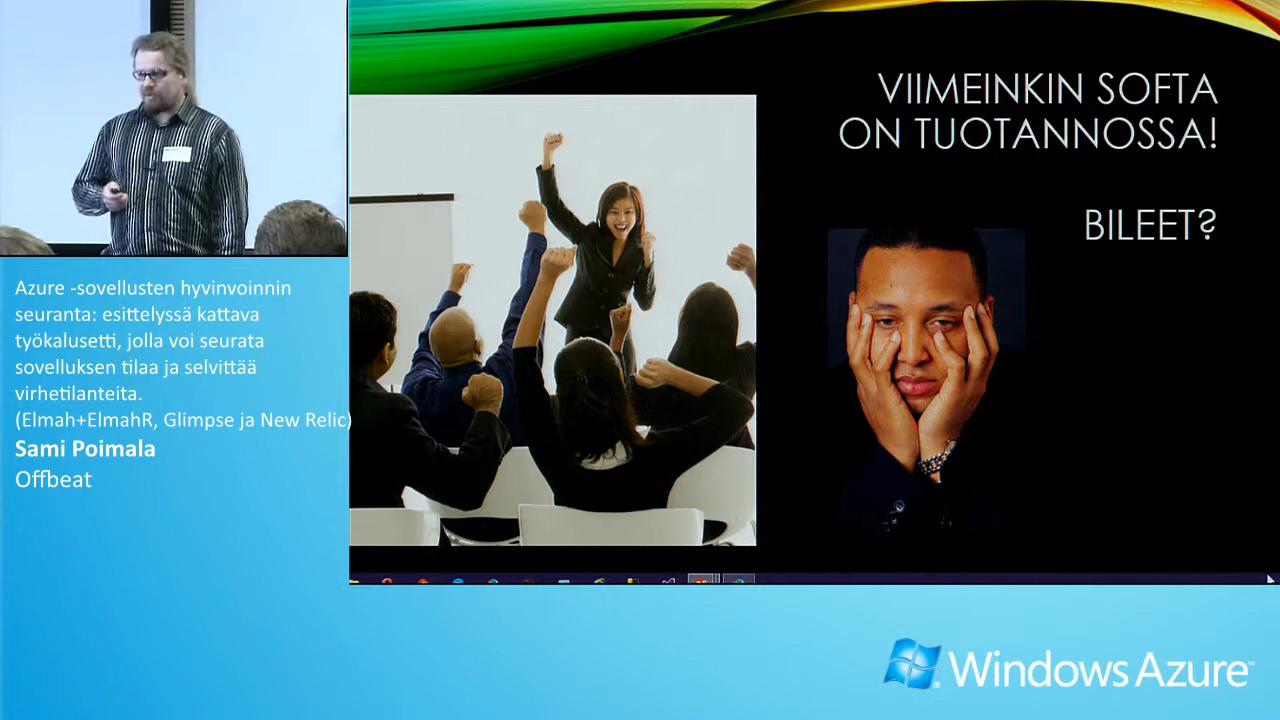 VIIMEINKIN SOFTA
ON TUOTANNOSSA!
BILEET?
Azure -sovellusten hyvinvoinnin
seuranta: esittelyssä kattava
työkalusetti, jolla voi seurata
sovelluksen tilaa ja selvittää
virhetilanteita.
(Elmah+ElmahR, Glimpse ja New Relic)
Sami Poimala
Offbeat
Windows Azure™